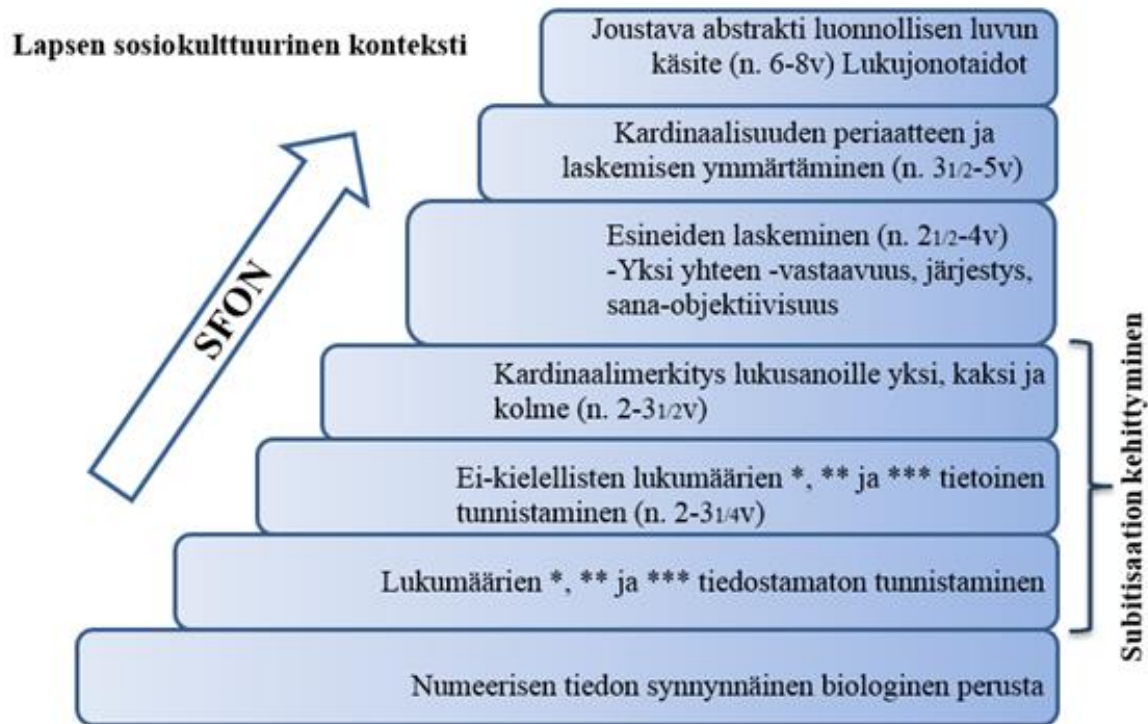 Lapsen sosiokulttuurinen konteksti
Joustava abstrakti luonnollisen luvun
käsite (n. 6-8v) Lukujonotaidot
Kardinaalisuuden periaatteen ja
laskemisen ymmärtäminen (n. 31/2-5v)
Esineiden laskeminen (n. 21/2-4v)
-Yksi yhteen -vastaavuus, järjestys,
sana-objektiivisuus
SFON
Kardinaalimerkitys lukusanoille yksi, kaksi ja
kolme (n. 2-31/2v)
Ei-kielellisten lukumäärien *, ** ja *** tietoinen
tunnistaminen (n. 2-31/4v)
Lukumäärien *, ** ja *** tiedostamaton tunnistaminen
Numeerisen tiedon synnynnäinen biologinen perusta
Subitisaation kehittyminen